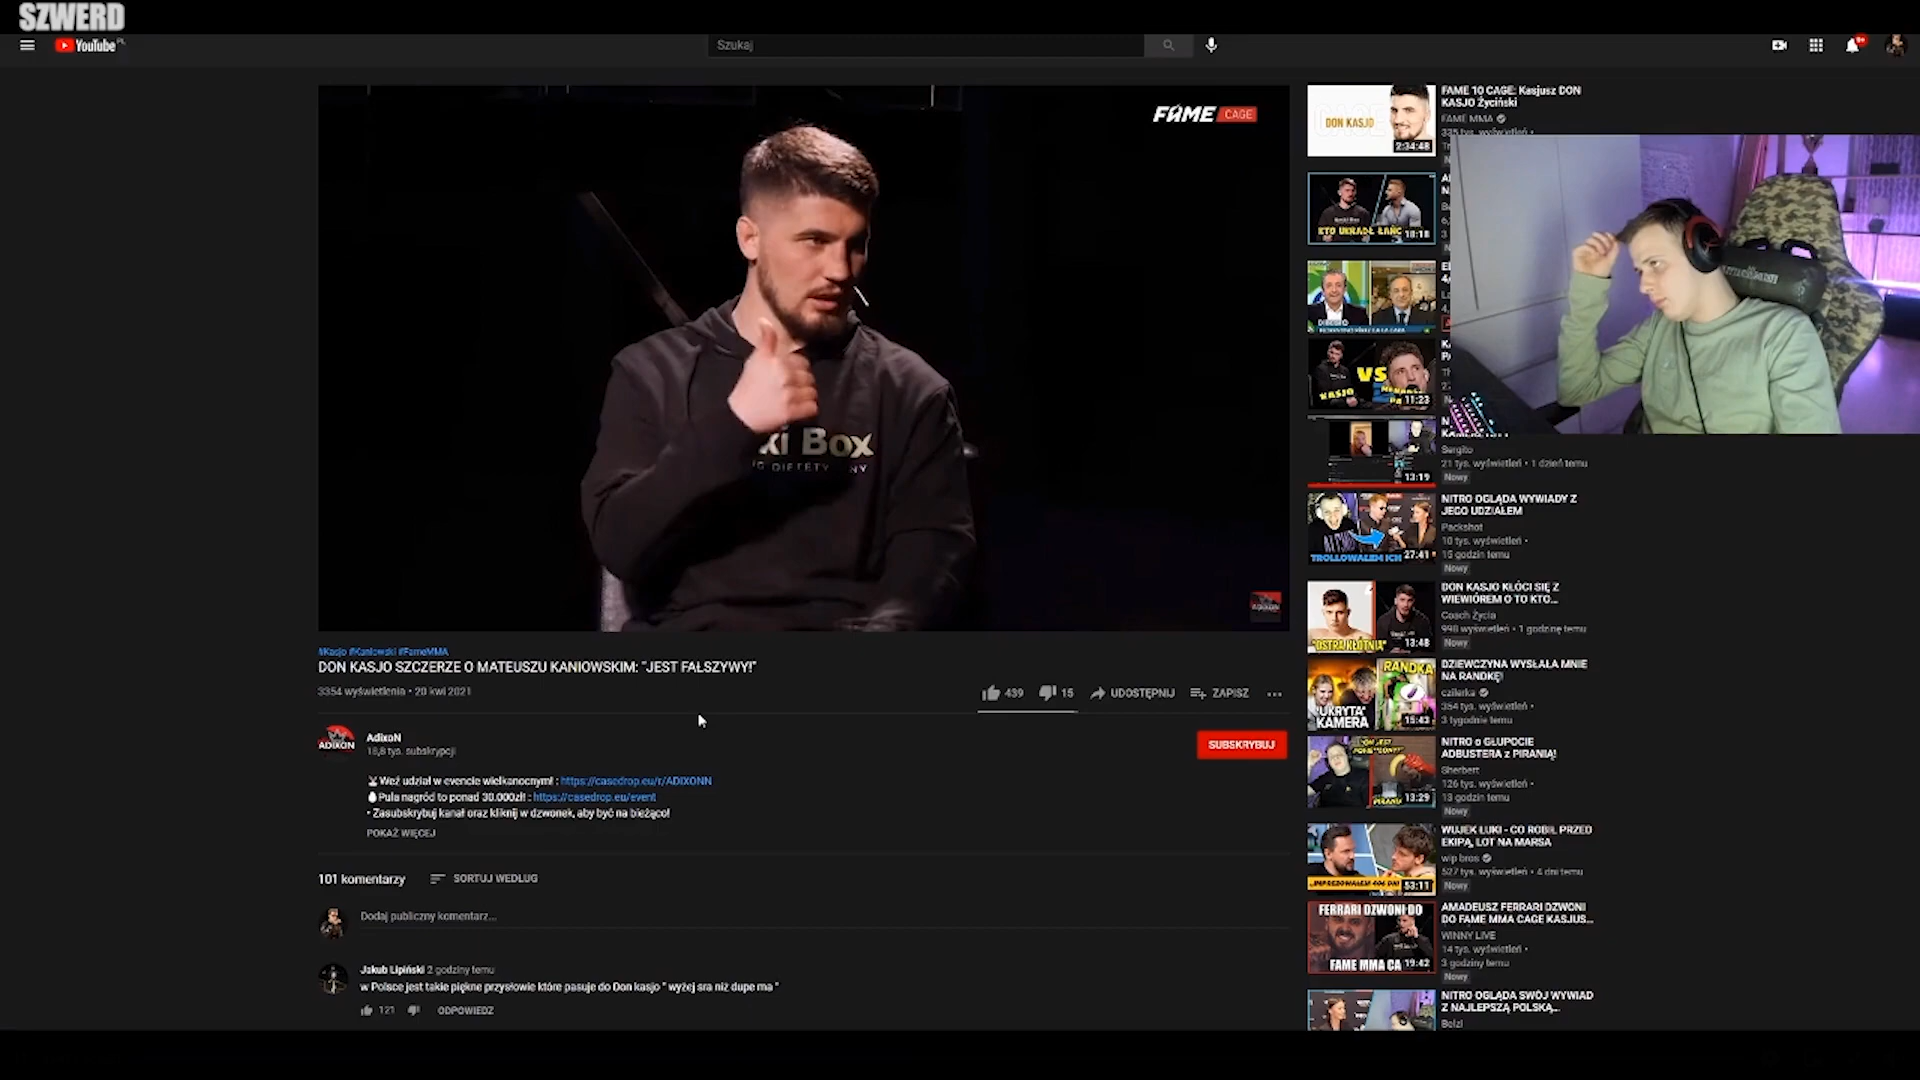 SZWERD
YouTube PL
Szukaj
9+
FAME CAGE
ki Box
ADIXON
#Kasjo #Kaniowski #FameMMA
DON KASJO SZCZERZE O MATEUSZU KANIOWSKIM: "JEST FAŁSZYWY!"
3354 wyświetlenia • 20 kwi 2021
439
15
UDOSTĘPNIJ
ZAPISZ
ADIXON
AdixoN
18,8 tys. subskrypcji
SUBSKRYBUJ
Weź udział w evencie wielkanocnym! : https://casedrop.eu/r/ADIXONN
Pula nagród to ponad 30.000zł! : https://casedrop.eu/event
• Zasubskrybuj kanał oraz kliknij w dzwonek, aby być na bieżąco!
POKAŻ WIĘCEJ
101 komentarzy
SORTUJ WEDŁUG
Dodaj publiczny komentarz...
Jakub Lipiński 2 godziny temu
w Polsce jest takie piękne przysłowie które pasuje do Don kasjo " wyżej sra niż dupe ma "
121
ODPOWIEDZ
DON KASJO
2:34:48
FAME 10 CAGE: Kasjusz DON
KASJO Życiński
FAME MMA
335 tys. wyświetleń •
KTO UKRADŁ ŁAŃC
18:18
KASJO
VS
11:23
13:19
Sergito
21 tys. wyświetleń • 1 dzień temu
Nowy
TROLLOWAŁEM ICH
27:41
NITRO OGLĄDA WYWIADY Z
JEGO UDZIAŁEM
Packshot
10 tys. wyświetleń •
15 godzin temu
Nowy
"OSTRA KŁÓTNIA"
13:48
DON KASJO KŁÓCI SIĘ Z
WIEWIÓREM O TO KTO...
Coach Życia
998 wyświetleń • 1 godzinę temu
Nowy
"UKRYTA"
KAMERA
RANDKA
15:43
DZIEWCZYNA WYSŁAŁA MNIE
NA RANDKĘ!
czilerka
354 tys. wyświetleń •
3 tygodnie temu
13:29
NITRO o GŁUPOCIE
ADBUSTERA z PIRANIĄ!
Sherbert
126 tys. wyświetleń •
13 godzin temu
Nowy
53:11
WUJEK ŁUKI - CO ROBIŁ PRZED
EKIPĄ, LOT NA MARSA
wip bros
527 tys. wyświetleń • 4 dni temu
Nowy
FERRARI DZWONI DO
FAME MMA CA
19:42
AMADEUSZ FERRARI DZWONI
DO FAME MMA CAGE KASJUS...
WINNY LIVE
14 tys. wyświetleń •
3 godziny temu
Nowy
NITRO OGLĄDA SWÓJ WYWIAD
Z NAJLEPSZĄ POLSKĄ...
Belzi